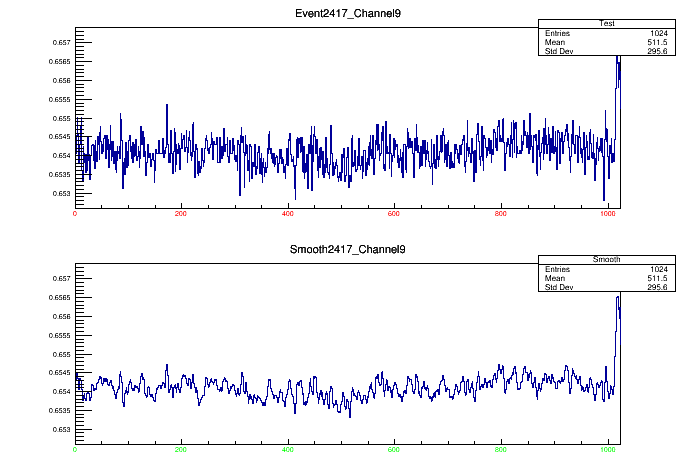 Event2417_Channel9
Test
Entries 1024
Mean 511.5
Std Dev 295.6
0.657
0.6565
0.656
0.6555
0.655
0.6545
0.654
0.6535
0.653
0 200 400 600 800 1000
Smooth2417_Channel9
Smooth
Entries 1024
Mean 511.5
Std Dev 295.6
0.657
0.6565
0.656
0.6555
0.655
0.6545
0.654
0.6535
0.653
0 200 400 600 800 1000